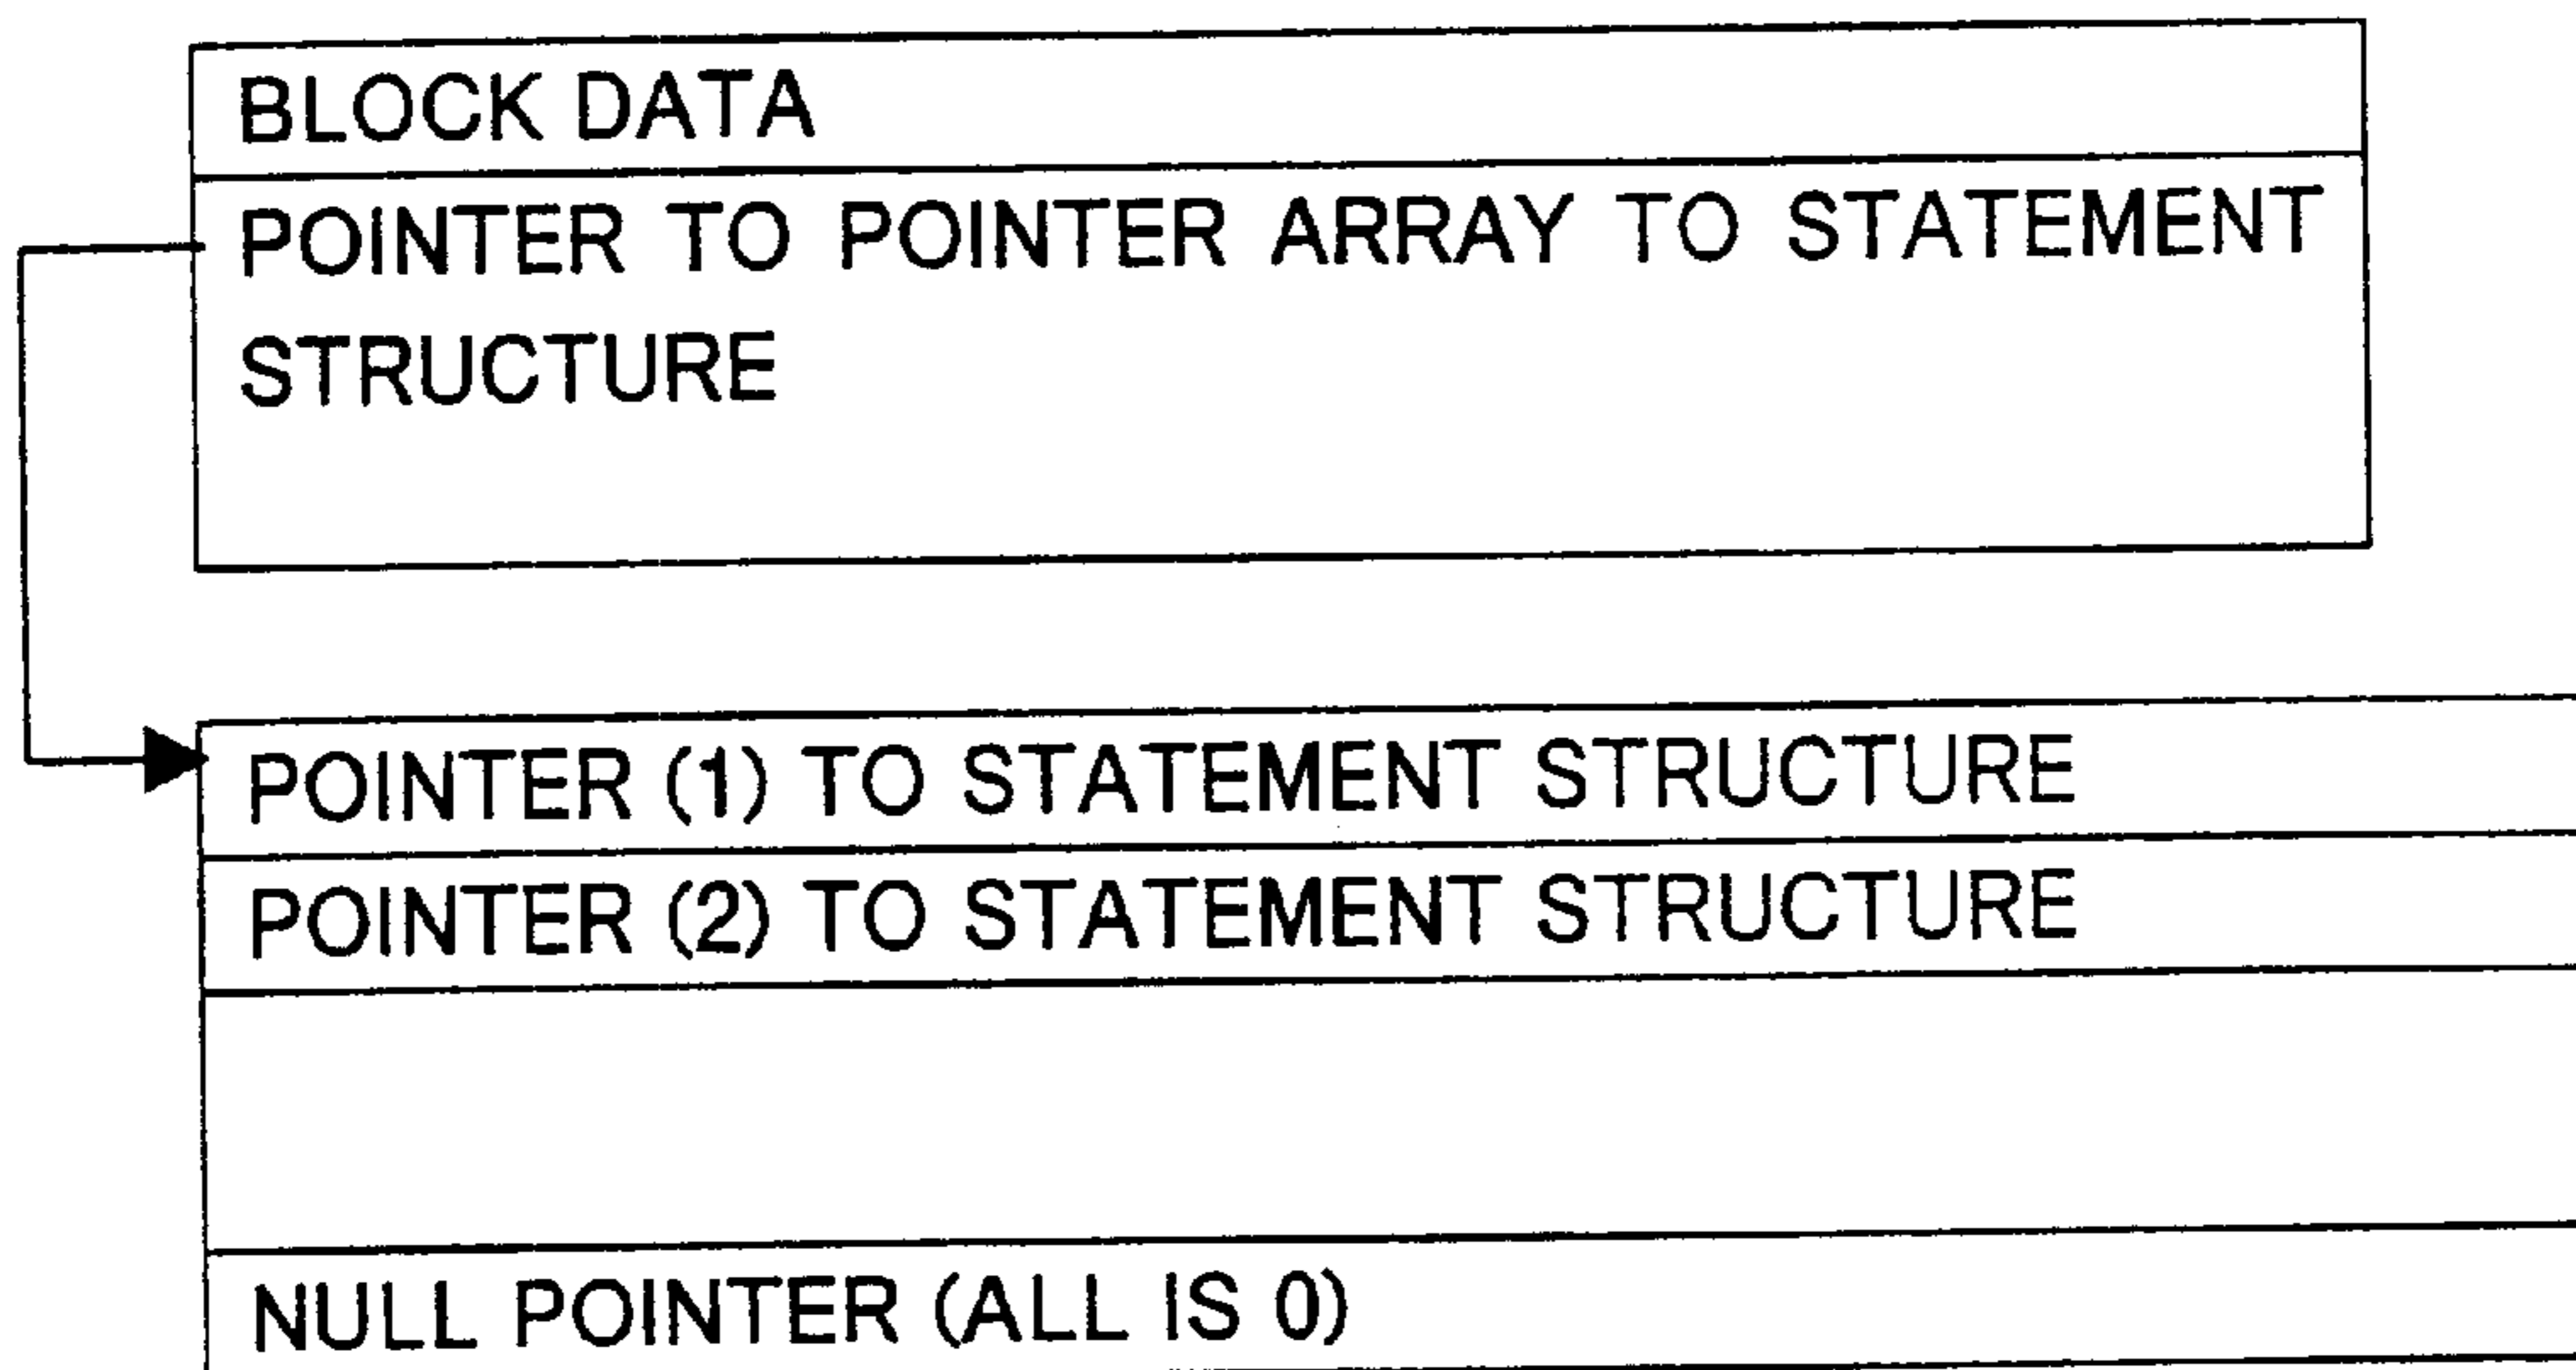 BLOCK DATA
POINTER TO POINTER ARRAY TO STATEMENT
STRUCTURE
POINTER (1) TO STATEMENT STRUCTURE
POINTER (2) TO STATEMENT STRUCTURE
NULL POINTER (ALL IS 0)